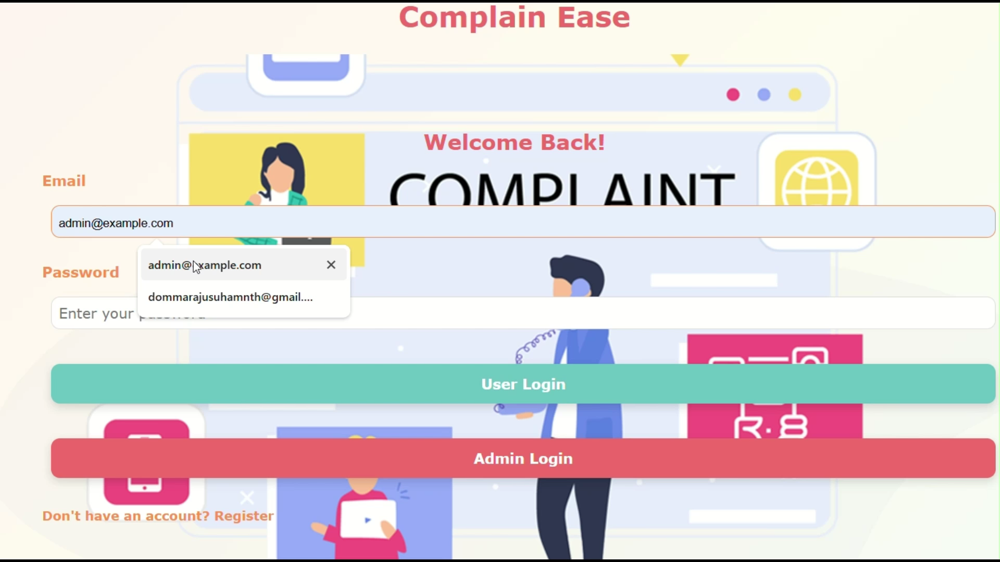 Complain Ease
Welcome Back!
Email
COMPLAINT
admin@example.com
admin@example.com
Password
dommarajusuhamnth@gmail....
Enter your password
User Login
Admin Login
Don't have an account? Register